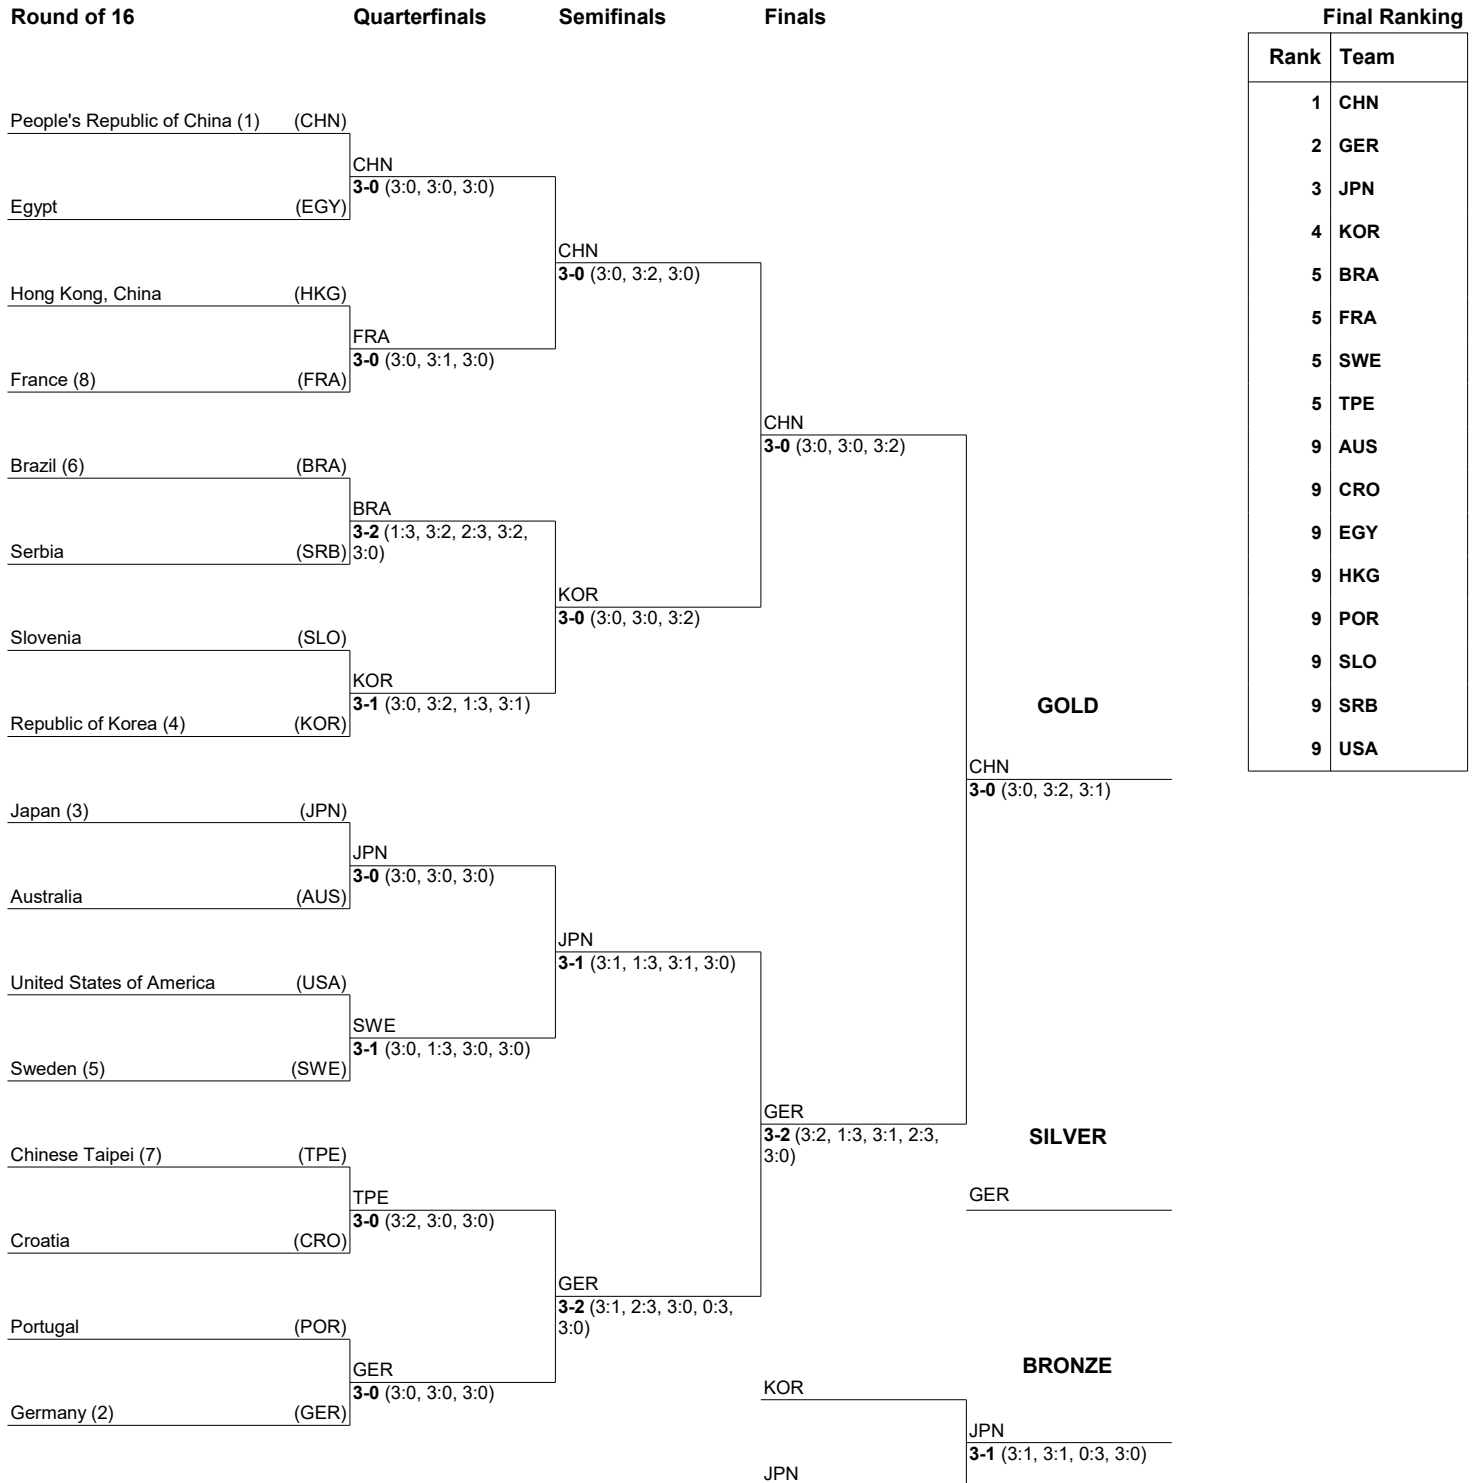 Round of 16 Quarterfinals Semifinals Finals Final Ranking
Rank Team
1 CHN
2 GER
3 JPN
4 KOR
5 BRA
5 FRA
5 SWE
5 TPE
9 AUS
9 CRO
9 EGY
9 HKG
9 POR
9 SLO
9 SRB
9 USA
People's Republic of China (1) (CHN)
CHN
3-0 (3:0, 3:0, 3:0)
Egypt (EGY)
CHN
3-0 (3:0, 3:2, 3:0)
Hong Kong, China (HKG)
FRA
3-0 (3:0, 3:1, 3:0)
France (8) (FRA)
CHN
3-0 (3:0, 3:0, 3:2)
Brazil (6) (BRA)
BRA
3-2 (1:3, 3:2, 2:3, 3:2,
3:0)
Serbia (SRB)
KOR
3-0 (3:0, 3:0, 3:2)
Slovenia (SLO)
KOR
3-1 (3:0, 3:2, 1:3, 3:1)
Republic of Korea (4) (KOR)
GOLD
CHN
3-0 (3:0, 3:2, 3:1)
Japan (3) (JPN)
JPN
3-0 (3:0, 3:0, 3:0)
Australia (AUS)
JPN
3-1 (3:1, 1:3, 3:1, 3:0)
United States of America (USA)
SWE
3-1 (3:0, 1:3, 3:0, 3:0)
Sweden (5) (SWE)
GER
3-2 (3:2, 1:3, 3:1, 2:3,
3:0)
SILVER
GER
Chinese Taipei (7) (TPE)
TPE
3-0 (3:2, 3:0, 3:0)
Croatia (CRO)
GER
3-2 (3:1, 2:3, 3:0, 0:3,
3:0)
Portugal (POR)
GER
3-0 (3:0, 3:0, 3:0)
Germany (2) (GER)
BRONZE
KOR
JPN
3-1 (3:1, 3:1, 0:3, 3:0)
JPN